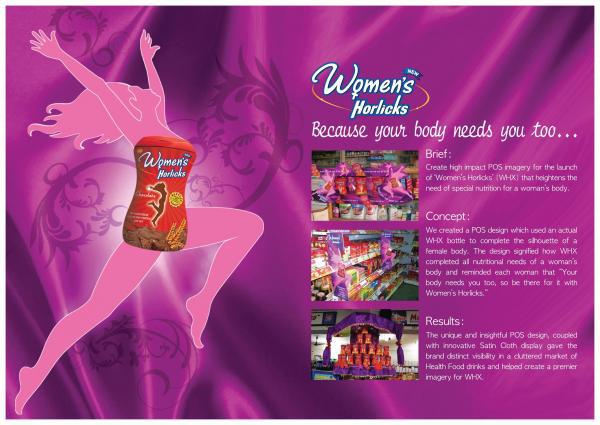 NEW
Women's
Horlicks
Because your body needs you too...
Women's
Horlicks
Brief:
Create high impact POS imagery for the launch
of 'Women's Horlicks' (WHX) that heightens the
need of special nutrition for a woman's body.
Concept:
We created a POS design which used an actual
WHX bottle to complete the silhouette of a
female body. The design signified how WHX
completed all nutritional needs of a woman's
body and reminded each woman that "Your
body needs you too, so be there for it with
Women's Horlicks."
Results:
The unique and insightful POS design, coupled
with innovative Satin Cloth display gave the
brand distinct visibility in a cluttered market of
Health Food drinks and helped create a premier
imagery for WHX.